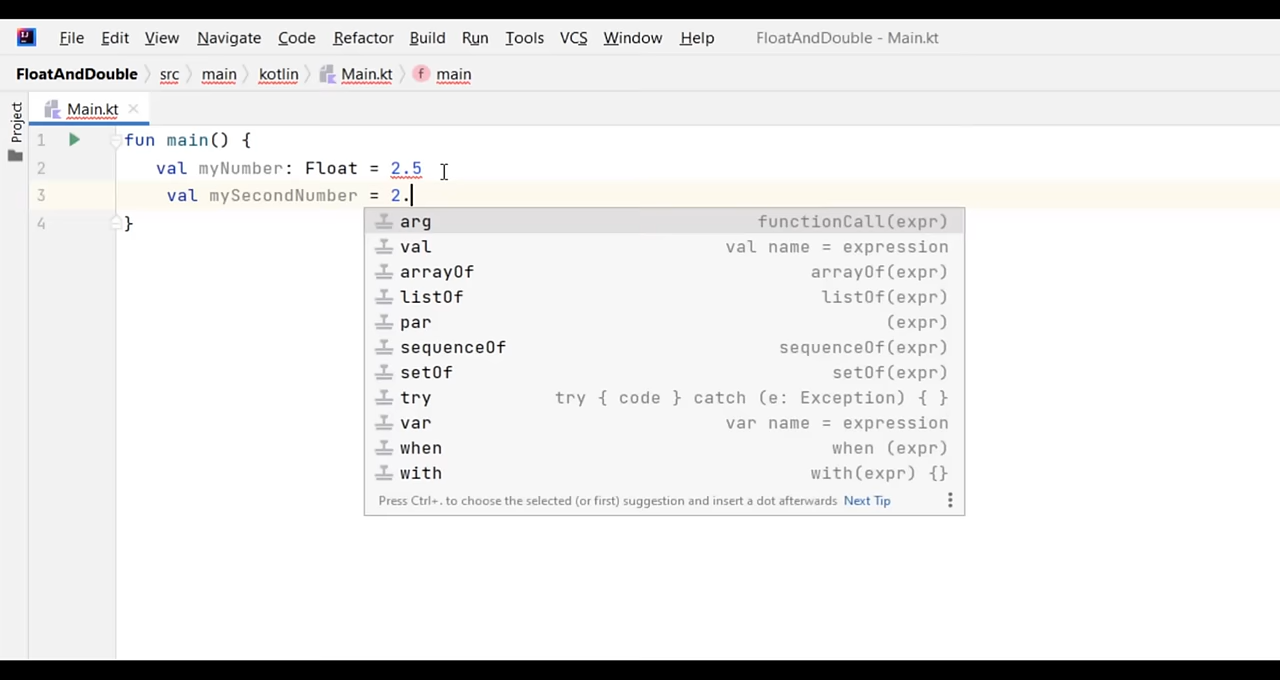 File Edit View Navigate Code Refactor Build Run Tools VCS Window Help FloatAndDouble - Main.kt
FloatAndDouble src main kotlin Main.kt f main
Project
Main.kt
1 fun main() {
2 val myNumber: Float = 2.5
3 val mySecondNumber = 2.
4 }
arg functionCall(expr)
val val name = expression
arrayOf arrayOf(expr)
listOf listOf(expr)
par (expr)
sequenceOf sequenceOf(expr)
setOf setOf(expr)
try try { code } catch (e: Exception) { }
var var name = expression
when when (expr)
with with(expr) {}
Press Ctrl+. to choose the selected (or first) suggestion and insert a dot afterwards Next Tip